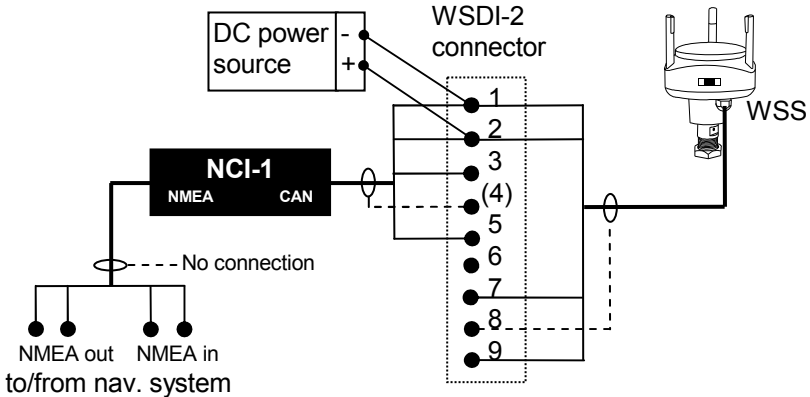 DC power
source
-
+
WSDI-2
connector
WSS
1
2
3
(4)
5
6
7
8
9
NCI-1
NMEA CAN
No connection
NMEA out NMEA in
to/from nav. system